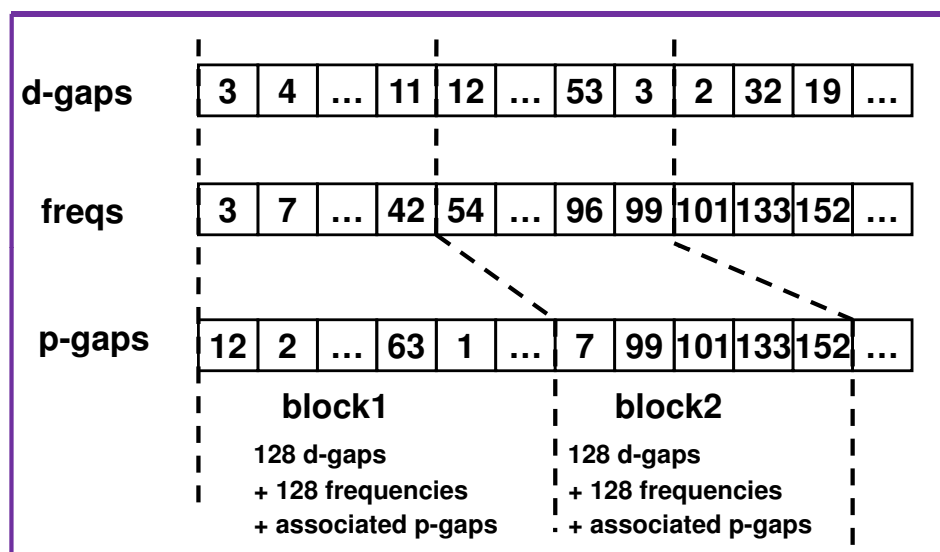 d-gaps 3 4 ... 11 12 ... 53 3 2 32 19 ...
freqs 3 7 ... 42 54 ... 96 99 101 133 152 ...
p-gaps 12 2 ... 63 1 ... 7 99 101 133 152 ...
block1 block2
128 d-gaps 128 d-gaps
+ 128 frequencies + 128 frequencies
+ associated p-gaps + associated p-gaps